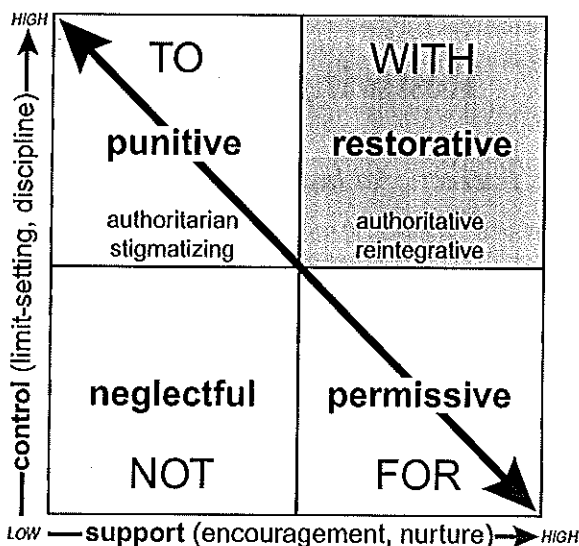 HIGH
TO
WITH
punitive
restorative
authoritarian
stigmatizing
authoritative
reintegrative
control (limit-setting, discipline)
neglectful
permissive
NOT
FOR
LOW
support (encouragement, nurture)
HIGH